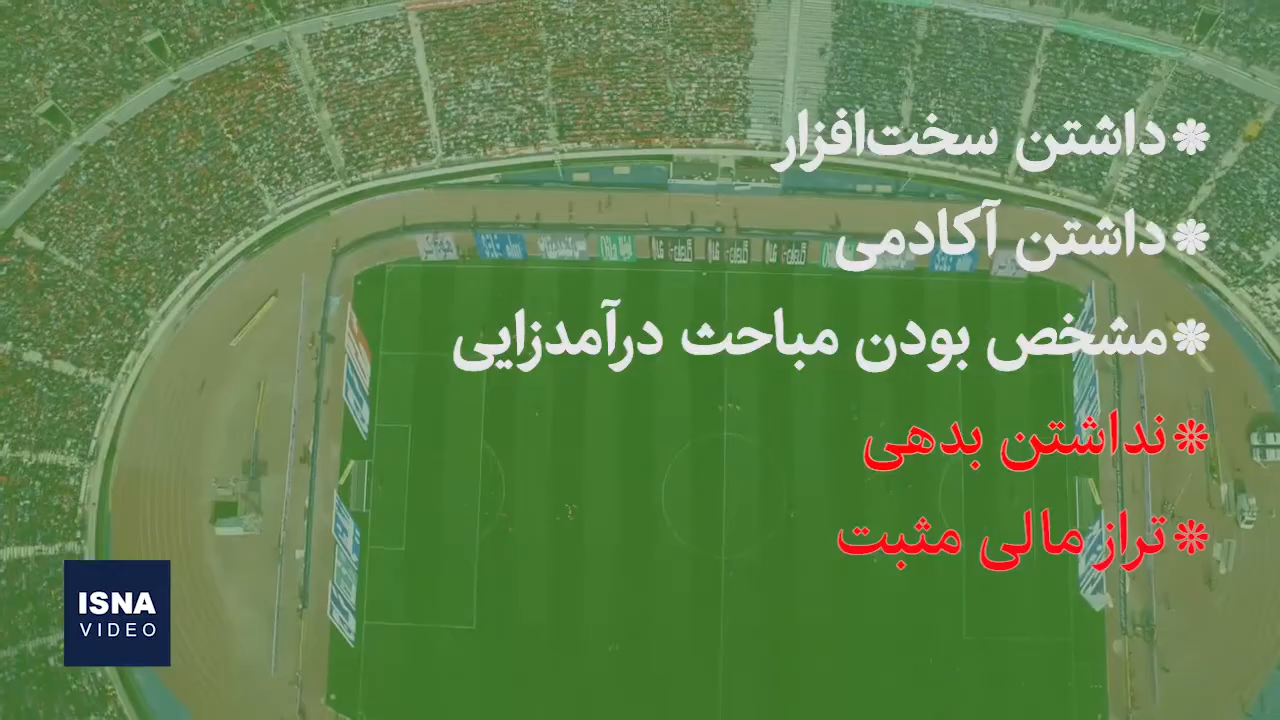 ❃داشتن سخت‌افزار
❃داشتن آکادمی
❃مشخص بودن مباحث درآمدزایی
❃نداشتن بدهی
❃تراز مالی مثبت
ISNA
VIDEO